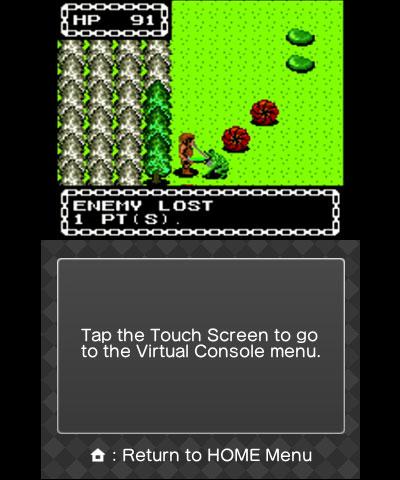 HP 91
ENEMY LOST
1 PT(S).
Tap the Touch Screen to go
to the Virtual Console menu.
: Return to HOME Menu